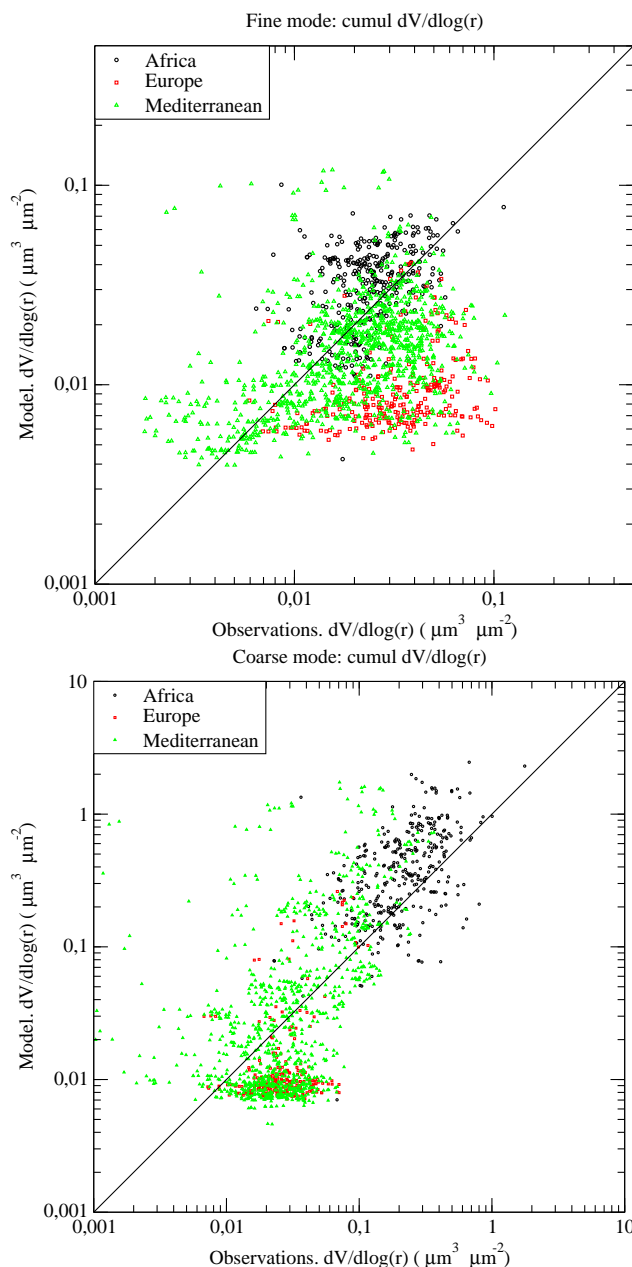 Fine mode: cumul dV/dlog(r)
Africa
Europe
Mediterranean
0,1
0,01
0,001
Model. dV/dlog(r) ( μm³ μm⁻²)
0,001 0,01 0,1
Observations. dV/dlog(r) ( μm³ μm⁻²)
Coarse mode: cumul dV/dlog(r)
10
Africa
Europe
Mediterranean
1
0,1
0,01
0,001
Model. dV/dlog(r) ( μm³ μm⁻²)
0,001 0,01 0,1 1 10
Observations. dV/dlog(r) ( μm³ μm⁻²)